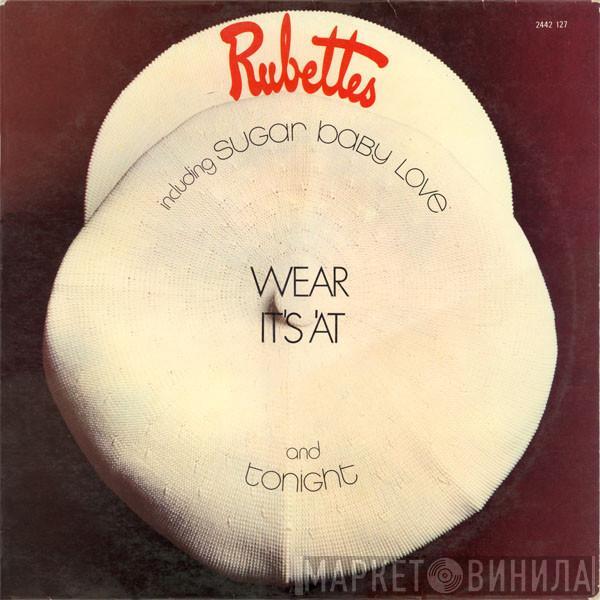 2442 127
Rubettes
including SUGar baby LOVE
WEAR
IT'S 'AT
and
tonight
МАРКЕТ ВИНИЛА